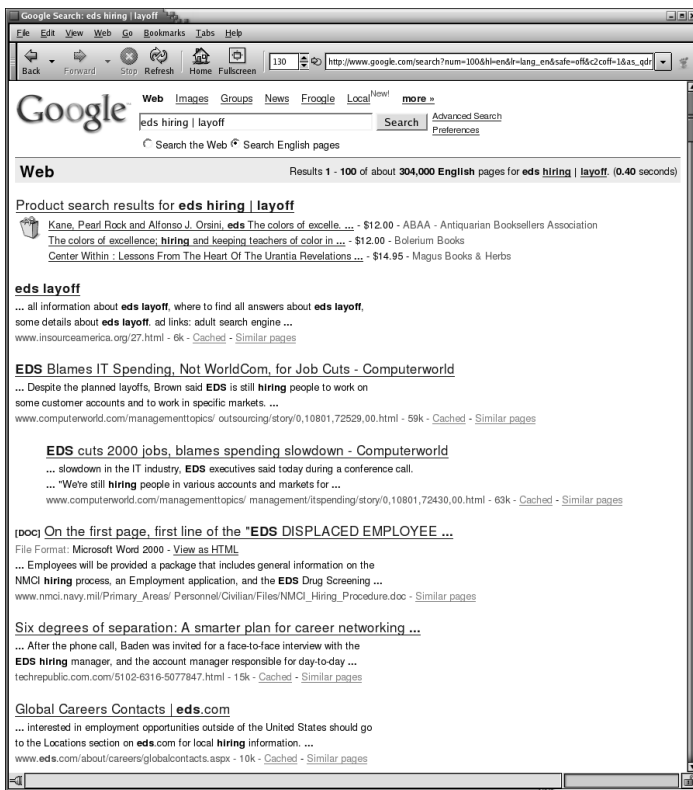 Google Search: eds hiring | layoff
File Edit View Web Go Bookmarks Tabs Help
Back Forward Stop Refresh Home Fullscreen 130 http://www.google.com/search?num=100&hl=en&lr=lang_en&safe=off&c2coff=1&as_qdr
Google
Web Images Groups News Froogle Local New! more »
eds hiring | layoff Search Advanced Search
Preferences
Search the Web Search English pages
Web Results 1 - 100 of about 304,000 English pages for eds hiring | layoff. (0.40 seconds)
Product search results for eds hiring | layoff
Kane, Pearl Rock and Alfonso J. Orsini, eds The colors of excelle. ... - $12.00 - ABAA - Antiquarian Booksellers Association
The colors of excellence; hiring and keeping teachers of color in ... - $12.00 - Bolerium Books
Center Within : Lessons From The Heart Of The Urantia Revelations ... - $14.95 - Magus Books & Herbs
eds layoff
... all information about eds layoff, where to find all answers about eds layoff,
some details about eds layoff. ad links: adult search engine ...
www.insourceamerica.org/27.html - 6k - Cached - Similar pages
EDS Blames IT Spending, Not WorldCom, for Job Cuts - Computerworld
... Despite the planned layoffs, Brown said EDS is still hiring people to work on
some customer accounts and to work in specific markets. ...
www.computerworld.com/managementtopics/ outsourcing/story/0,10801,72529,00.html - 59k - Cached - Similar pages
EDS cuts 2000 jobs, blames spending slowdown - Computerworld
... slowdown in the IT industry, EDS executives said today during a conference call.
... "We're still hiring people in various accounts and markets for ...
www.computerworld.com/managementtopics/ management/itspending/story/0,10801,72430,00.html - 63k - Cached - Similar pages
[DOC] On the first page, first line of the "EDS DISPLACED EMPLOYEE ...
File Format: Microsoft Word 2000 - View as HTML
... Employees will be provided a package that includes general information on the
NMCI hiring process, an Employment application, and the EDS Drug Screening ...
www.nmci.navy.mil/Primary_Areas/ Personnel/Civilian/Files/NMCI_Hiring_Procedure.doc - Similar pages
Six degrees of separation: A smarter plan for career networking ...
... After the phone call, Baden was invited for a face-to-face interview with the
EDS hiring manager, and the account manager responsible for day-to-day ...
techrepublic.com.com/5102-6316-5077847.html - 15k - Cached - Similar pages
Global Careers Contacts | eds.com
... interested in employment opportunities outside of the United States should go
to the Locations section on eds.com for local hiring information. ...
www.eds.com/about/careers/globalcontacts.aspx - 10k - Cached - Similar pages